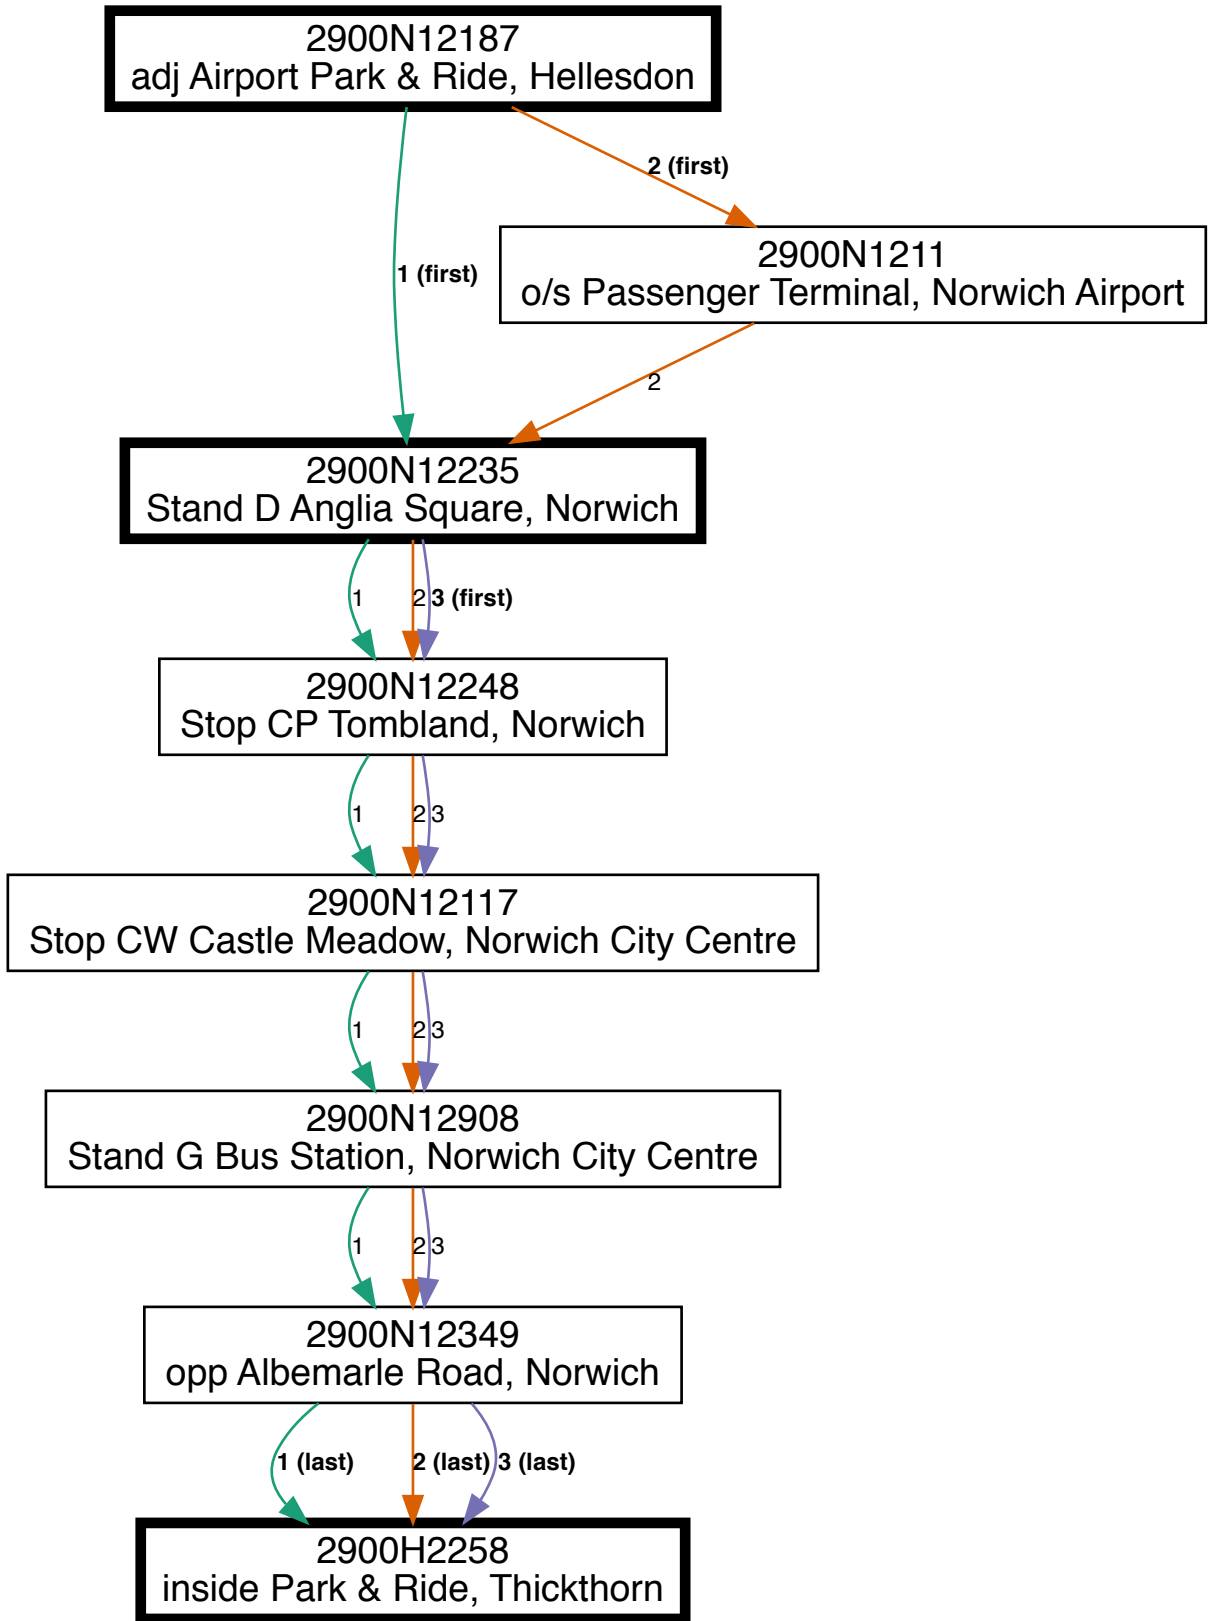 2900N12187
adj Airport Park & Ride, Hellesdon
2 (first)
1 (first)
2900N1211
o/s Passenger Terminal, Norwich Airport
2
2900N12235
Stand D Anglia Square, Norwich
1
2
3 (first)
2900N12248
Stop CP Tombland, Norwich
1
2
3
2900N12117
Stop CW Castle Meadow, Norwich City Centre
1
2
3
2900N12908
Stand G Bus Station, Norwich City Centre
1
2
3
2900N12349
opp Albemarle Road, Norwich
1 (last)
2 (last)
3 (last)
2900H2258
inside Park & Ride, Thickthorn